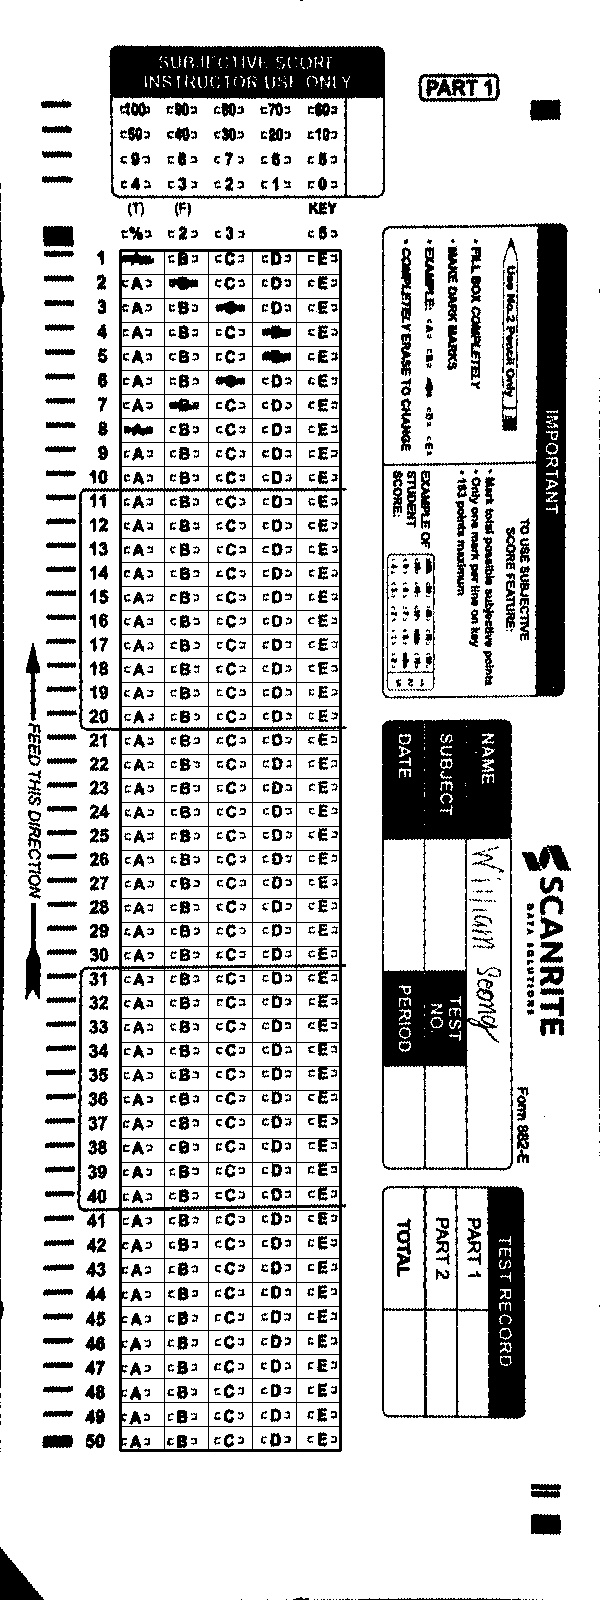 SUBJECTIVE SCORE
INSTRUCTOR USE ONLY
PART 1
100 90 80 70 60
50 40 30 20 10
9 8 7 6 5
4 3 2 1 0
(T) (F) KEY
% 2 3 5
1 A B C D E
2 A B C D E
3 A B C D E
4 A B C D E
5 A B C D E
6 A B C D E
7 A B C D E
8 A B C D E
9 A B C D E
10 A B C D E
11 A B C D E
12 A B C D E
13 A B C D E
14 A B C D E
15 A B C D E
16 A B C D E
17 A B C D E
18 A B C D E
19 A B C D E
20 A B C D E
21 A B C D E
22 A B C D E
23 A B C D E
24 A B C D E
25 A B C D E
26 A B C D E
27 A B C D E
28 A B C D E
29 A B C D E
30 A B C D E
31 A B C D E
32 A B C D E
33 A B C D E
34 A B C D E
35 A B C D E
36 A B C D E
37 A B C D E
38 A B C D E
39 A B C D E
40 A B C D E
41 A B C D E
42 A B C D E
43 A B C D E
44 A B C D E
45 A B C D E
46 A B C D E
47 A B C D E
48 A B C D E
49 A B C D E
50 A B C D E
FEED THIS DIRECTION
IMPORTANT
Use No. 2 Pencil Only
• FILL BOX COMPLETELY
• MAKE DARK MARKS
• EXAMPLE: A B D E
• COMPLETELY ERASE TO CHANGE
TO USE SUBJECTIVE
SCORE FEATURE:
• Mark total possible subjective points
• Only one mark per line on key
• 163 points maximum
EXAMPLE OF
STUDENT
SCORE:
NAME William Seong
SUBJECT
TEST
NO.
DATE
PERIOD
SCANRITE
DATA SOLUTIONS
Form 882-E
TEST RECORD
PART 1
PART 2
TOTAL